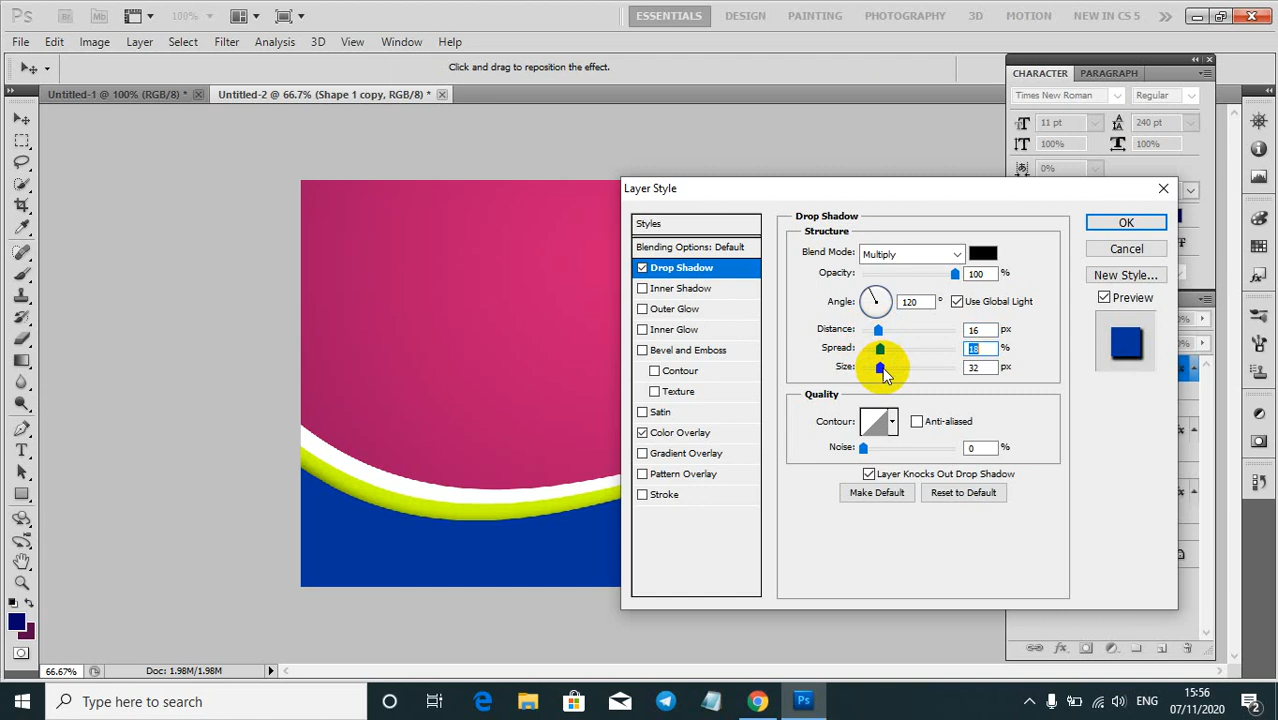 Ps Br Mb 100% ESSENTIALS DESIGN PAINTING PHOTOGRAPHY 3D MOTION NEW IN CS 5
File Edit Image Layer Select Filter Analysis 3D View Window Help
Click and drag to reposition the effect.
Untitled-1 @ 100% (RGB/8) * Untitled-2 @ 66.7% (Shape 1 copy, RGB/8) *
CHARACTER PARAGRAPH
Times New Roman Regular
11 pt 240 pt
100% 100%
0%
Layer Style
Styles
Blending Options: Default
Drop Shadow
Inner Shadow
Outer Glow
Inner Glow
Bevel and Emboss
Contour
Texture
Satin
Color Overlay
Gradient Overlay
Pattern Overlay
Stroke
Drop Shadow
Structure
Blend Mode: Multiply
Opacity: 100 %
Angle: 120 ° Use Global Light
Distance: 16 px
Spread: 18 %
Size: 32 px
Quality
Contour: Anti-aliased
Noise: 0 %
Layer Knocks Out Drop Shadow
Make Default Reset to Default
OK
Cancel
New Style...
Preview
66.67% Doc: 1.98M/1.98M
Type here to search
ENG 15:56
07/11/2020
2